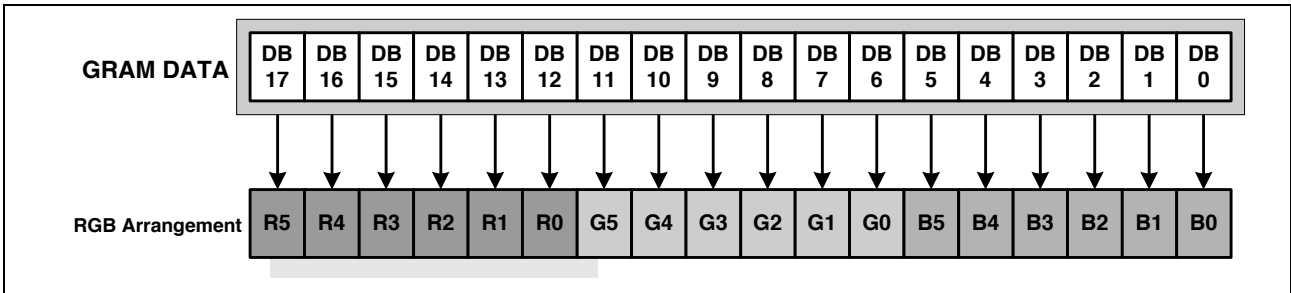 GRAM DATA
DB DB DB DB DB DB DB DB DB DB DB DB DB DB DB DB DB DB
17 16 15 14 13 12 11 10 9 8 7 6 5 4 3 2 1 0
RGB Arrangement R5 R4 R3 R2 R1 R0 G5 G4 G3 G2 G1 G0 B5 B4 B3 B2 B1 B0